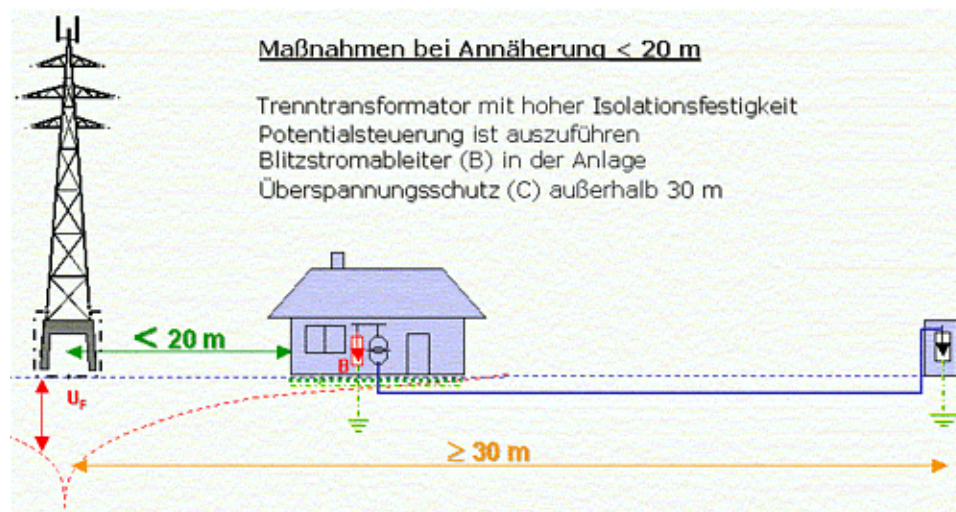 Maßnahmen bei Annäherung < 20 m
Trenntransformator mit hoher Isolationsfestigkeit
Potentialsteuerung ist auszuführen
Blitzstromableiter (B) in der Anlage
Überspannungsschutz (C) außerhalb 30 m
< 20 m
B
U_F
≥ 30 m